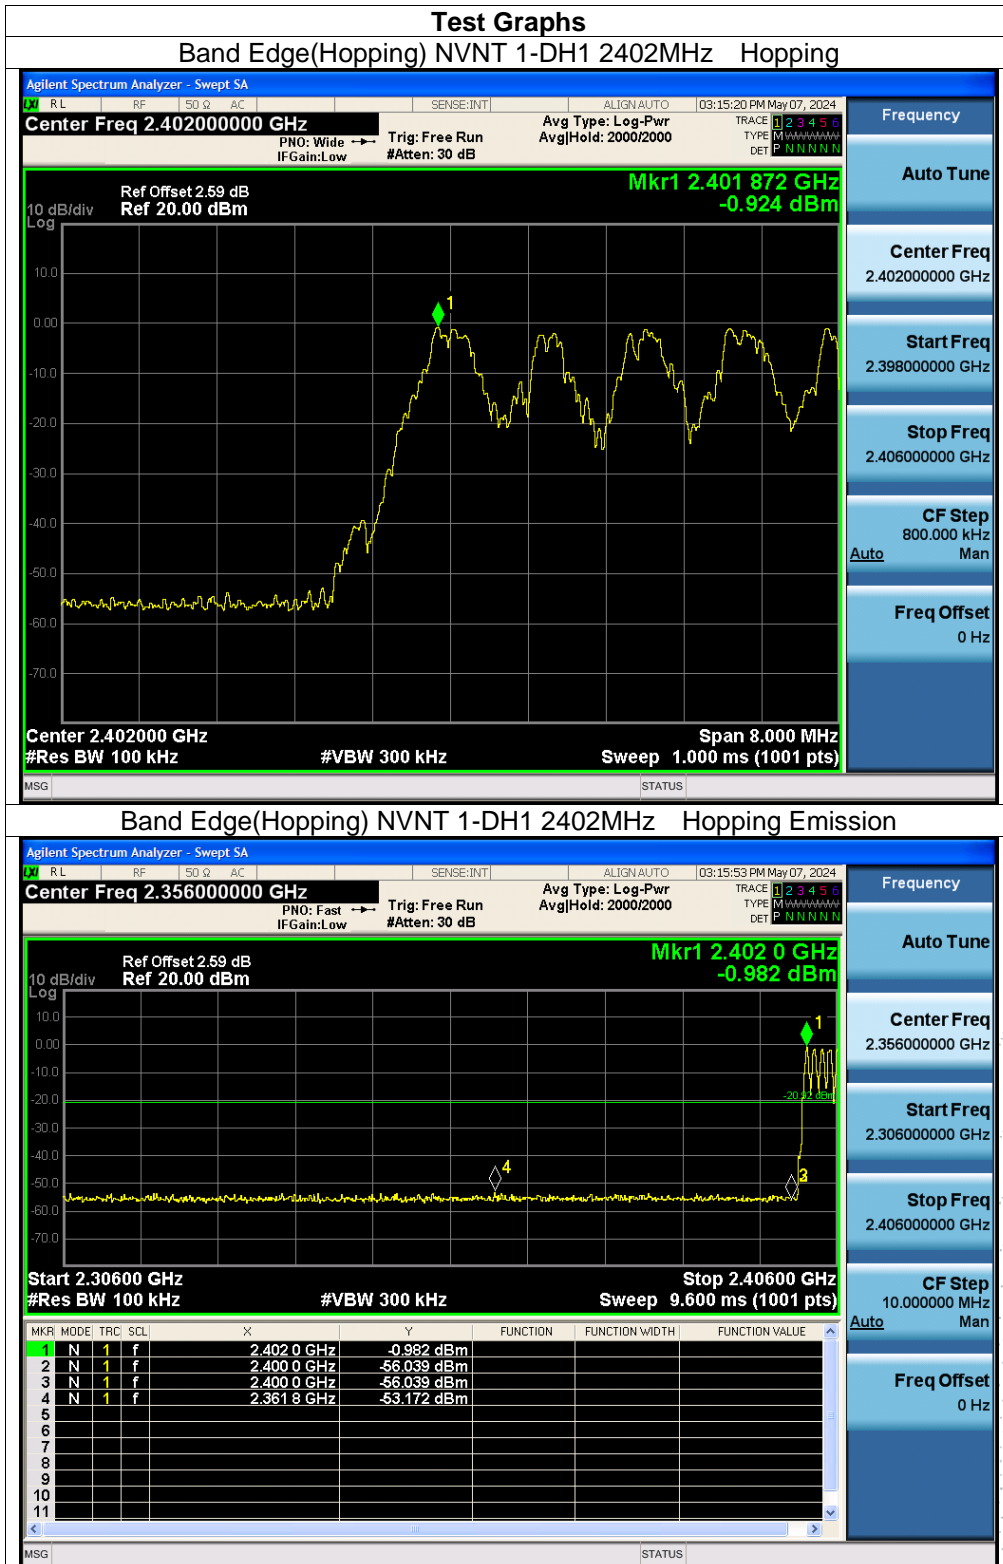 Test Graphs
Band Edge(Hopping) NVNT 1-DH1 2402MHz Hopping
Agilent Spectrum Analyzer - Swept SA
LXI RL RF 50 Ω AC SENSE:INT ALIGN AUTO 03:15:20 PM May 07, 2024
Center Freq 2.402000000 GHz Avg Type: Log-Pwr TRACE 1 2 3 4 5 6
PNO: Wide Trig: Free Run Avg|Hold: 2000/2000 TYPE M WWWWW
IFGain:Low #Atten: 30 dB DET P N N N N N
Frequency
Auto Tune
Center Freq
2.402000000 GHz
Start Freq
2.398000000 GHz
Stop Freq
2.406000000 GHz
CF Step
800.000 kHz
Auto Man
Freq Offset
0 Hz
Mkr1 2.401 872 GHz
-0.924 dBm
Ref Offset 2.59 dB
10 dB/div Ref 20.00 dBm
Log
1
10.0
0.00
-10.0
-20.0
-30.0
-40.0
-50.0
-60.0
-70.0
Center 2.402000 GHz Span 8.000 MHz
#Res BW 100 kHz #VBW 300 kHz Sweep 1.000 ms (1001 pts)
MSG STATUS
Band Edge(Hopping) NVNT 1-DH1 2402MHz Hopping Emission
Agilent Spectrum Analyzer - Swept SA
LXI RL RF 50 Ω AC SENSE:INT ALIGN AUTO 03:15:53 PM May 07, 2024
Center Freq 2.356000000 GHz Avg Type: Log-Pwr TRACE 1 2 3 4 5 6
PNO: Fast Trig: Free Run Avg|Hold: 2000/2000 TYPE M WWWWW
IFGain:Low #Atten: 30 dB DET P N N N N N
Frequency
Auto Tune
Center Freq
2.356000000 GHz
Start Freq
2.306000000 GHz
Stop Freq
2.406000000 GHz
CF Step
10.000000 MHz
Auto Man
Freq Offset
0 Hz
Mkr1 2.402 0 GHz
-0.982 dBm
Ref Offset 2.59 dB
10 dB/div Ref 20.00 dBm
Log
10.0
0.00
-10.0
-20.0
-30.0
-40.0
-50.0
-60.0
-70.0
1
-20.92 dBm
4
3
Start 2.30600 GHz Stop 2.40600 GHz
#Res BW 100 kHz #VBW 300 kHz Sweep 9.600 ms (1001 pts)
MKR MODE TRC SCL X Y FUNCTION FUNCTION WIDTH FUNCTION VALUE
1 N 1 f 2.402 0 GHz -0.982 dBm
2 N 1 f 2.400 0 GHz -56.039 dBm
3 N 1 f 2.400 0 GHz -56.039 dBm
4 N 1 f 2.361 8 GHz -53.172 dBm
5
6
7
8
9
10
11
MSG STATUS